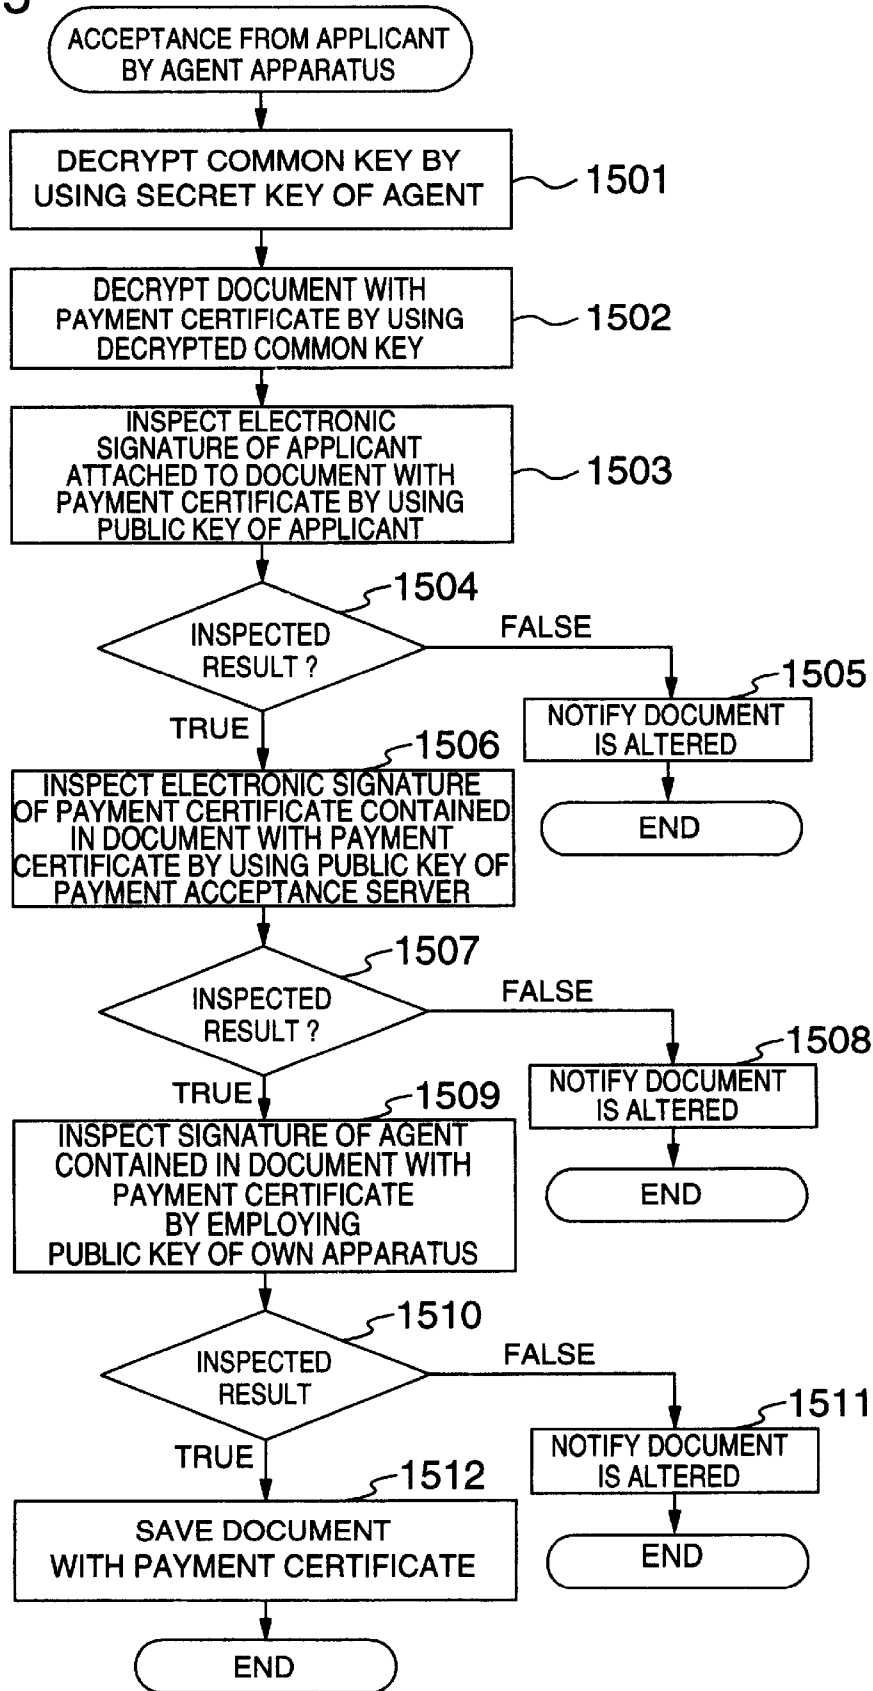 ACCEPTANCE FROM APPLICANT
BY AGENT APPARATUS
DECRYPT COMMON KEY BY
USING SECRET KEY OF AGENT
1501
DECRYPT DOCUMENT WITH
PAYMENT CERTIFICATE BY USING
DECRYPTED COMMON KEY
1502
INSPECT ELECTRONIC
SIGNATURE OF APPLICANT
ATTACHED TO DOCUMENT WITH
PAYMENT CERTIFICATE BY USING
PUBLIC KEY OF APPLICANT
1503
1504
INSPECTED
RESULT ?
FALSE
TRUE
1505
NOTIFY DOCUMENT
IS ALTERED
END
1506
INSPECT ELECTRONIC SIGNATURE
OF PAYMENT CERTIFICATE CONTAINED
IN DOCUMENT WITH PAYMENT
CERTIFICATE BY USING PUBLIC KEY OF
PAYMENT ACCEPTANCE SERVER
1507
INSPECTED
RESULT ?
FALSE
TRUE
1508
NOTIFY DOCUMENT
IS ALTERED
END
1509
INSPECT SIGNATURE OF AGENT
CONTAINED IN DOCUMENT WITH
PAYMENT CERTIFICATE
BY EMPLOYING
PUBLIC KEY OF OWN APPARATUS
1510
INSPECTED
RESULT
FALSE
TRUE
1511
NOTIFY DOCUMENT
IS ALTERED
END
1512
SAVE DOCUMENT
WITH PAYMENT CERTIFICATE
END